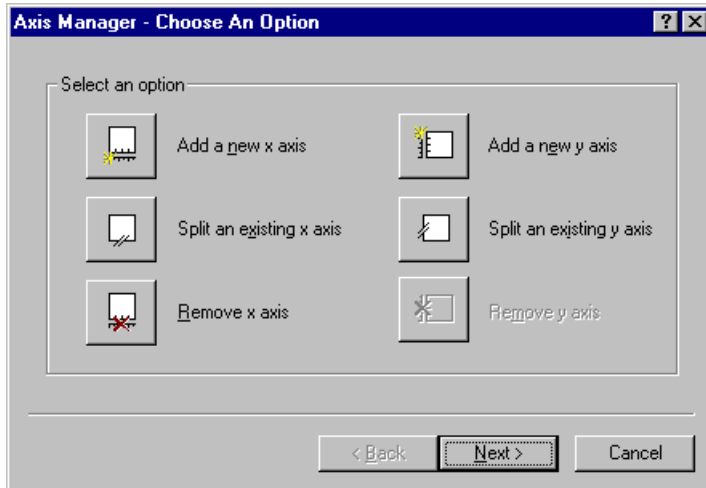 Axis Manager - Choose An Option
Select an option
Add a new x axis
Add a new y axis
Split an existing x axis
Split an existing y axis
Remove x axis
Remove y axis
< Back
Next >
Cancel